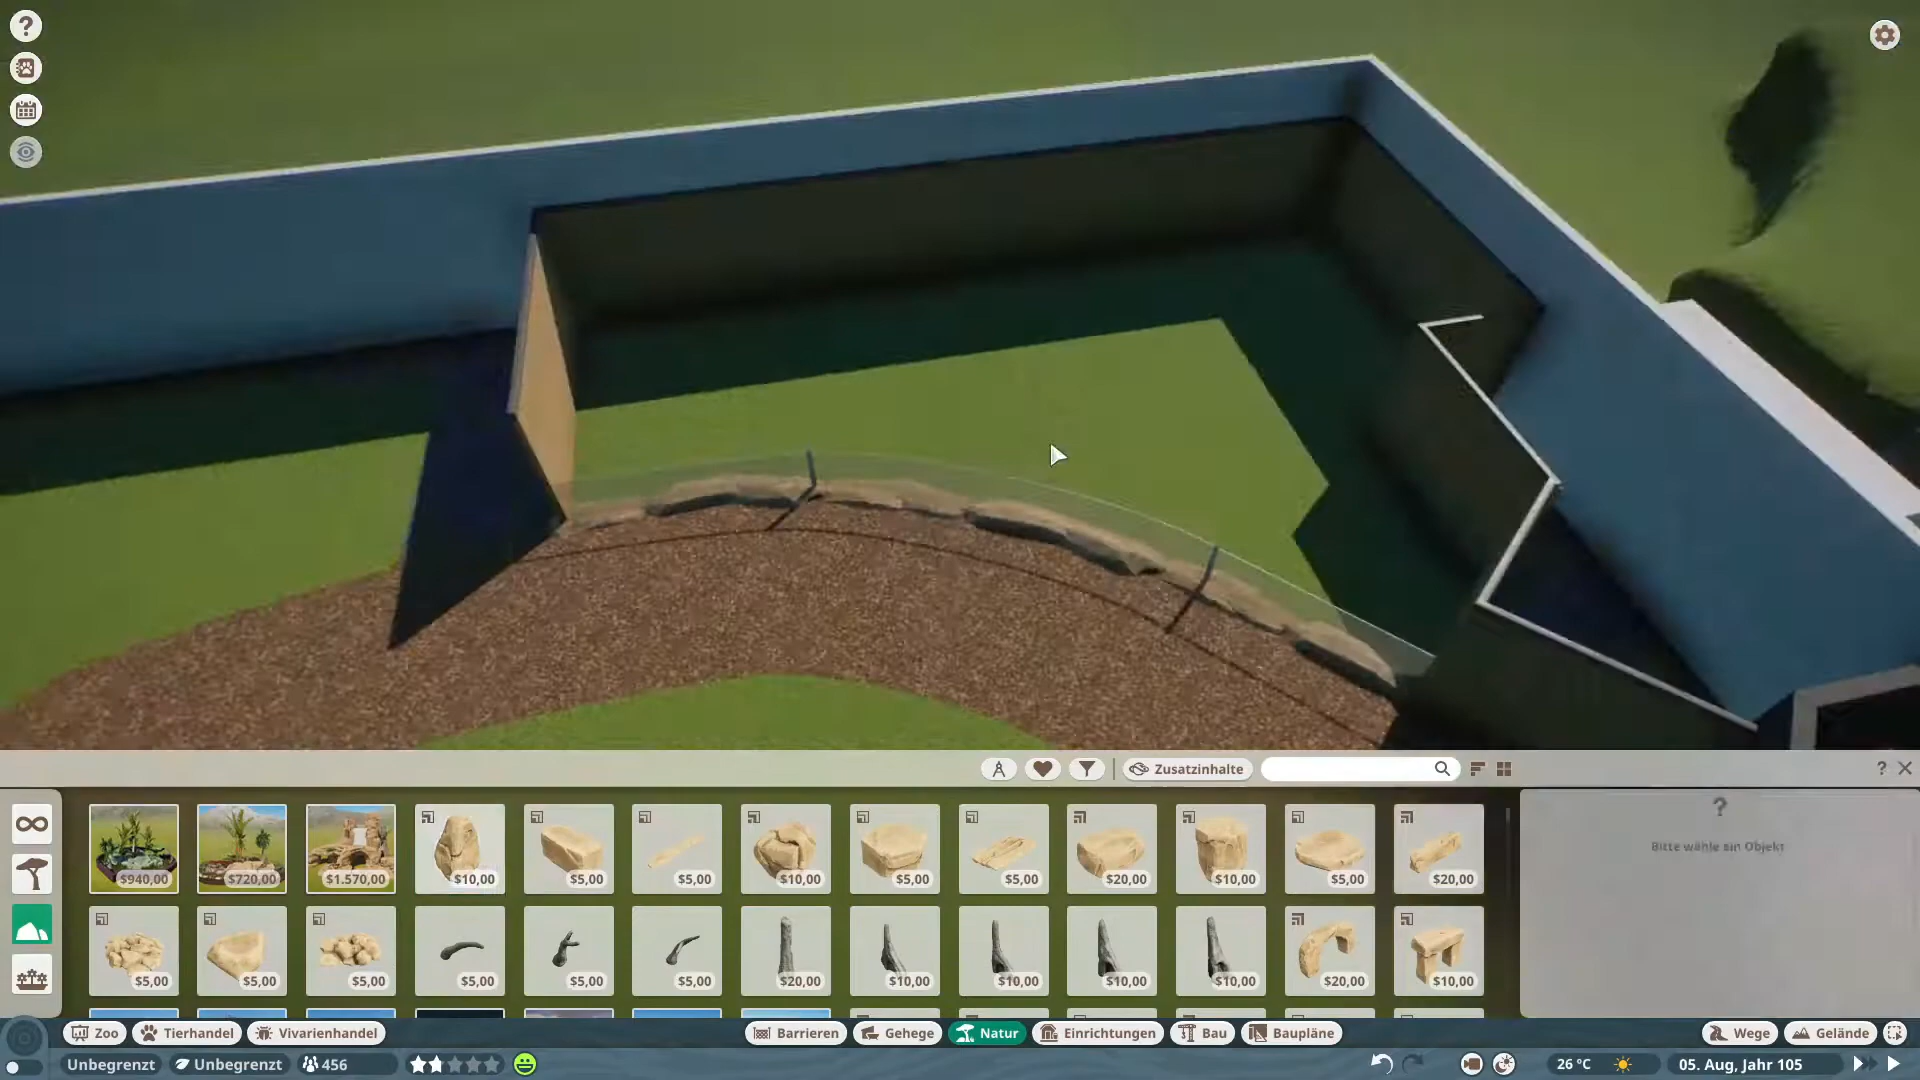 Zusatzinhalte
?
?
Bitte wähle ein Objekt
$940,00 $720,00 $1.570,00 $10,00 $5,00 $5,00 $10,00 $5,00 $5,00 $20,00 $10,00 $5,00 $20,00
$5,00 $5,00 $5,00 $5,00 $5,00 $5,00 $20,00 $10,00 $10,00 $10,00 $10,00 $20,00 $10,00
Zoo Tierhandel Vivarienhandel Barrieren Gehege Natur Einrichtungen Bau Baupläne Wege Gelände
Unbegrenzt Unbegrenzt 456 26 °C 05. Aug, Jahr 105